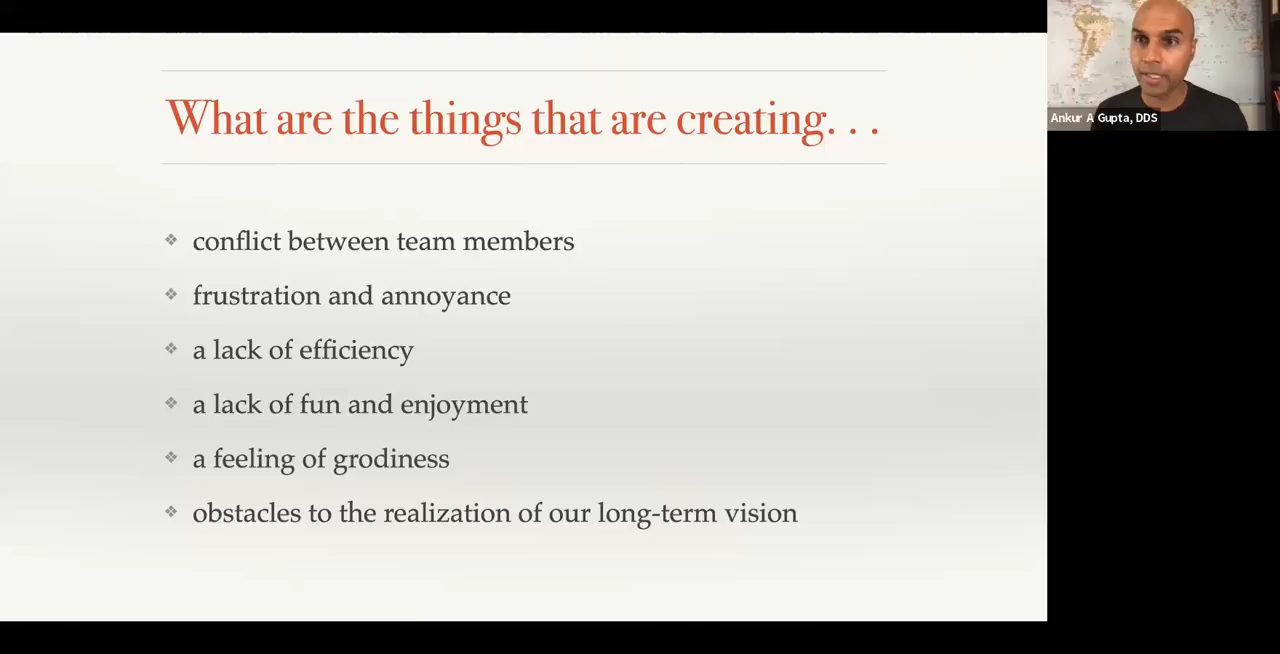 What are the things that are creating. . .
conflict between team members
frustration and annoyance
a lack of efficiency
a lack of fun and enjoyment
a feeling of grodiness
obstacles to the realization of our long-term vision
Ankur A Gupta, DDS